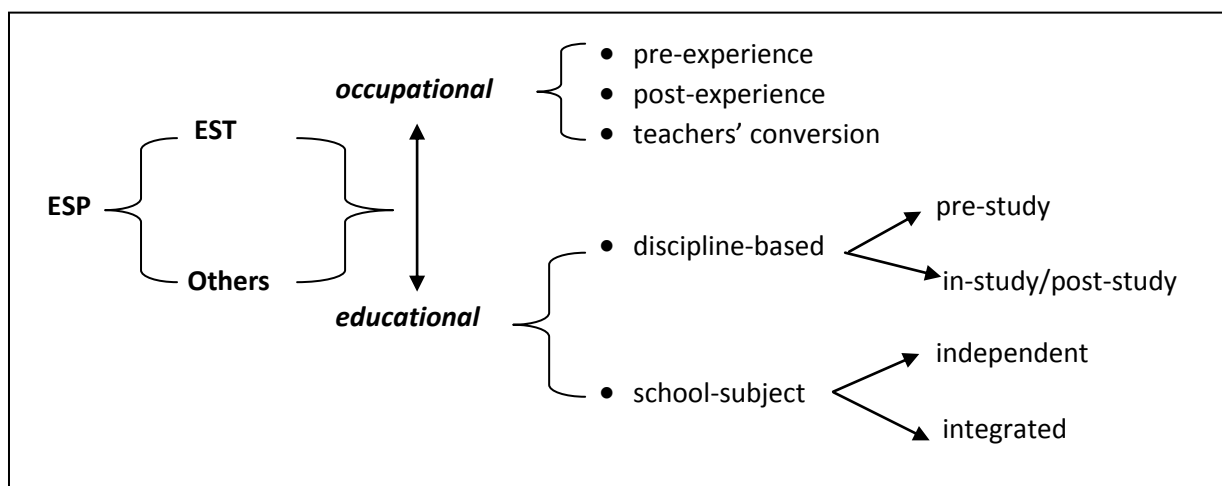 • pre-experience
occupational
• post-experience
EST
• teachers’ conversion
ESP
pre-study
• discipline-based
Others
in-study/post-study
educational
independent
• school-subject
integrated